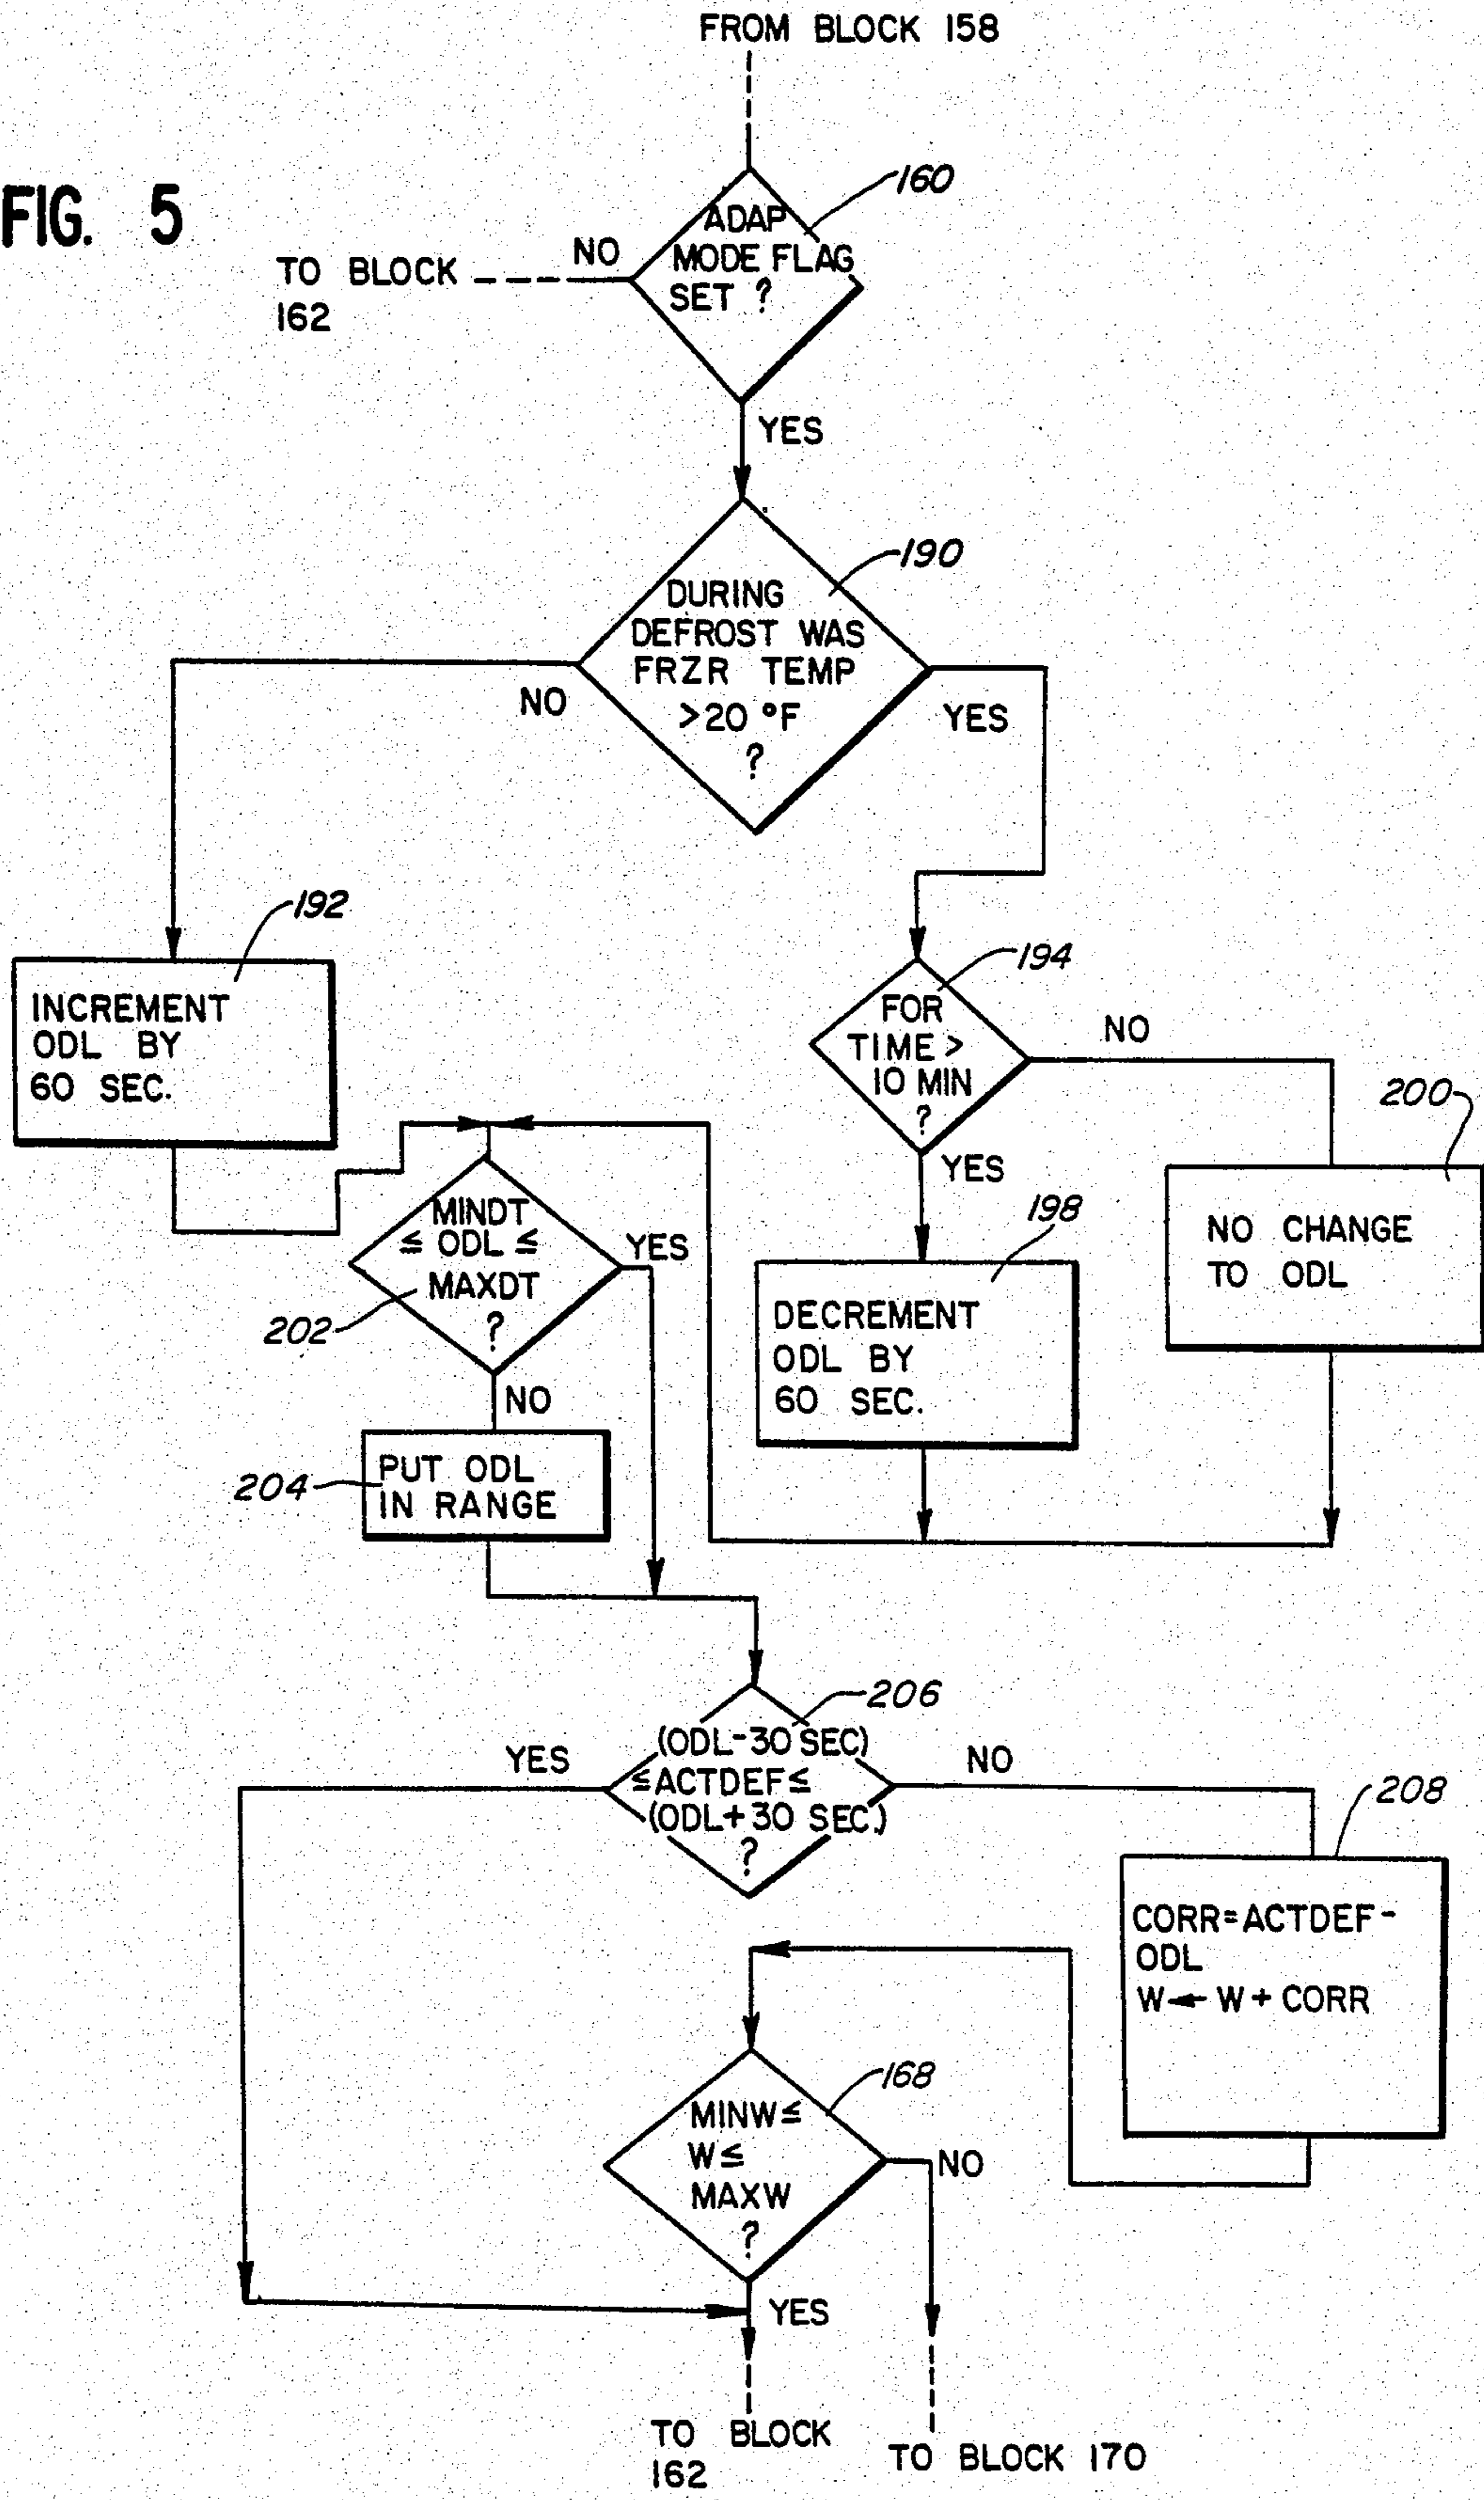 FROM BLOCK 158
FIG. 5
160
ADAP
MODE FLAG
SET ?
NO
TO BLOCK
162
YES
190
DURING
DEFROST WAS
FRZR TEMP
>20 °F
?
NO
YES
192
INCREMENT
ODL BY
60 SEC.
194
FOR
TIME >
10 MIN
?
NO
YES
200
NO CHANGE
TO ODL
198
DECREMENT
ODL BY
60 SEC.
MINDT
≤ ODL ≤
MAXDT
?
YES
202
NO
204
PUT ODL
IN RANGE
206
(ODL-30 SEC)
≤ACTDEF≤
(ODL+30 SEC.)
?
YES
NO
208
CORR=ACTDEF-
ODL
W← W + CORR
168
MINW≤
W≤
MAXW
?
NO
YES
TO BLOCK
162
TO BLOCK 170